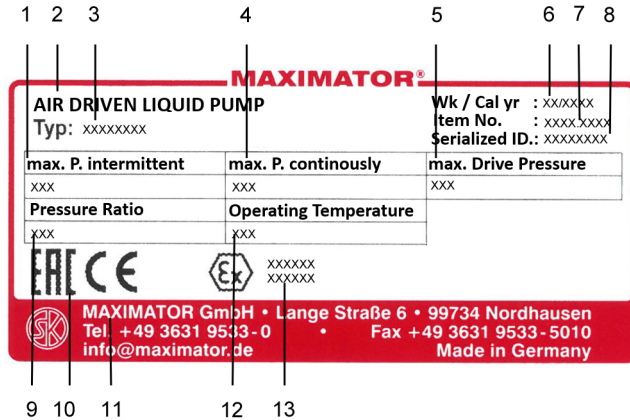 1 2 3 4 5 6 7 8
MAXIMATOR®
AIR DRIVEN LIQUID PUMP
Wk / Cal yr : XX/XXXX
Typ: XXXXXXXX
Item No. : XXXX.XXXX
Serialized ID.: XXXXXXXX
max. P. intermittent max. P. continously max. Drive Pressure
XXX XXX XXX
Pressure Ratio Operating Temperature
XXX XXX
EAC CE Ex XXXXXX
XXXXXX
SK MAXIMATOR GmbH • Lange Straße 6 • 99734 Nordhausen
Tel. +49 3631 9533-0 • Fax +49 3631 9533-5010
info@maximator.de Made in Germany
9 10 11 12 13